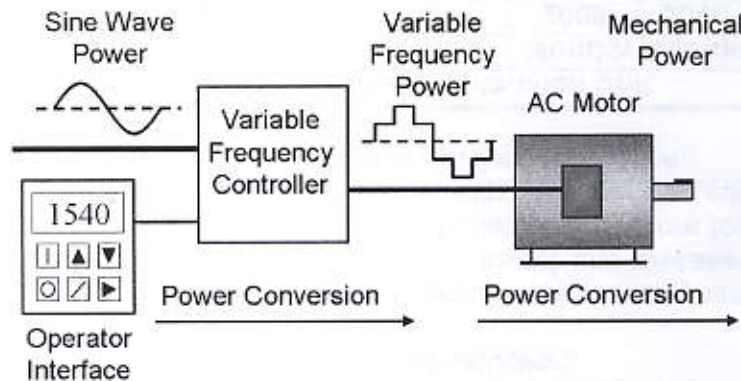 Sine Wave
Power
Variable
Frequency
Power
Mechanical
Power
AC Motor
Variable
Frequency
Controller
1540
Power Conversion
Power Conversion
Operator
Interface